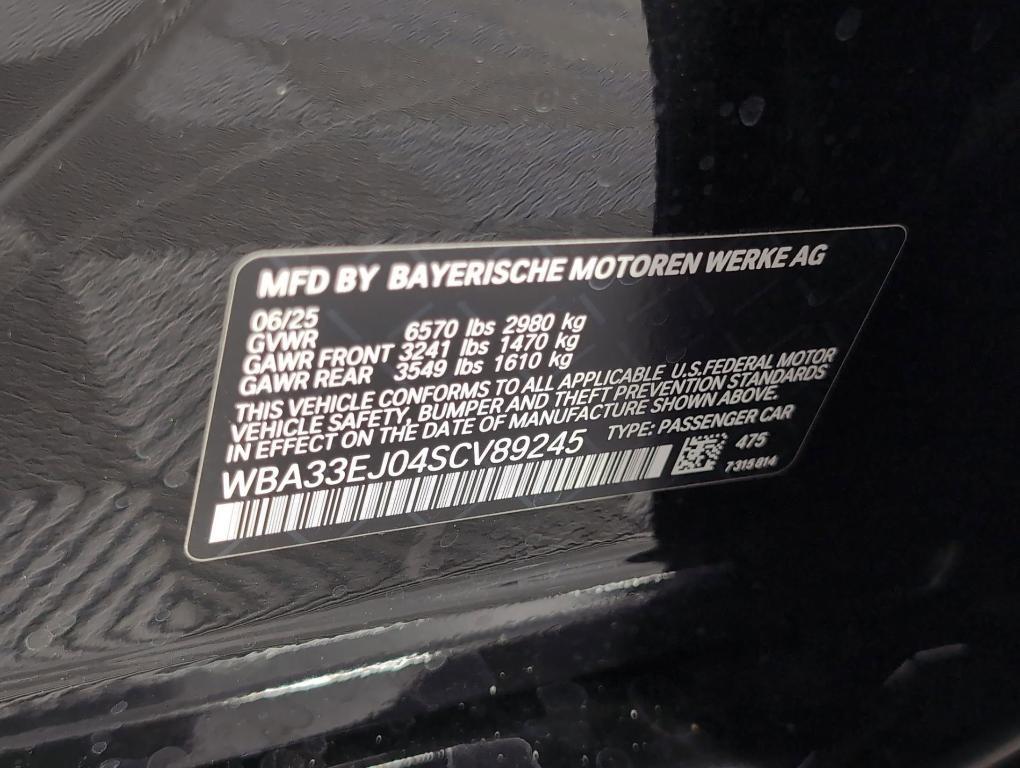 MFD BY BAYERISCHE MOTOREN WERKE AG
06/25
GVWR 6570 lbs 2980 kg
GAWR FRONT 3241 lbs 1470 kg
GAWR REAR 3549 lbs 1610 kg
THIS VEHICLE CONFORMS TO ALL APPLICABLE U.S.FEDERAL MOTOR
VEHICLE SAFETY, BUMPER AND THEFT PREVENTION STANDARDS
IN EFFECT ON THE DATE OF MANUFACTURE SHOWN ABOVE.
TYPE: PASSENGER CAR
WBA33EJ04SCV89245
475
7315814